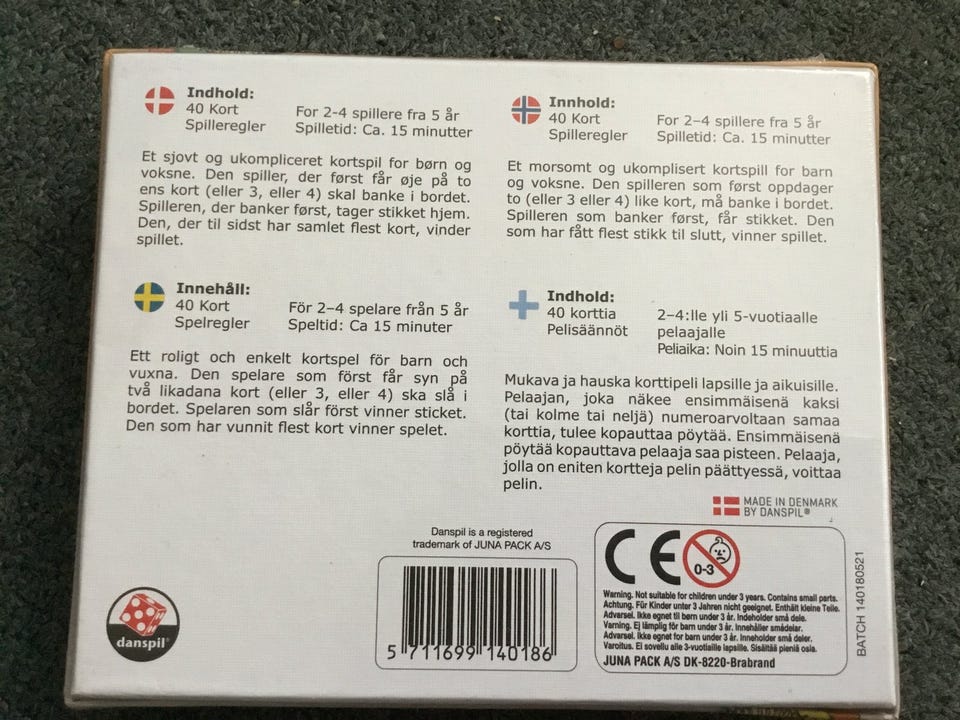 Indhold:
40 Kort
Spilleregler
For 2-4 spillere fra 5 år
Spilletid: Ca. 15 minutter
Et sjovt og ukompliceret kortspil for børn og
voksne. Den spiller, der først får øje på to
ens kort (eller 3, eller 4) skal banke i bordet.
Spilleren, der banker først, tager stikket hjem.
Den, der til sidst har samlet flest kort, vinder
spillet.
Innhold:
40 Kort
Spilleregler
For 2-4 spillere fra 5 år
Spilletid: Ca. 15 minutter
Et morsomt og ukomplisert kortspill for barn
og voksne. Den spilleren som først oppdager
to (eller 3 eller 4) like kort, må banke i bordet.
Spilleren som banker først, får stikket. Den
som har fått flest stikk til slutt, vinner spillet.
Innehåll:
40 Kort
Spelregler
För 2-4 spelare från 5 år
Speltid: Ca 15 minuter
Ett roligt och enkelt kortspel för barn och
vuxna. Den spelare som först får syn på
två likadana kort (eller 3, eller 4) ska slå i
bordet. Spelaren som slår först vinner sticket.
Den som har vunnit flest kort vinner spelet.
Indhold:
40 korttia
Pelisäännöt
2-4:lle yli 5-vuotiaalle
pelaajalle
Peliaika: Noin 15 minuuttia
Mukava ja hauska korttipeli lapsille ja aikuisille.
Pelaajan, joka näkee ensimmäisenä kaksi
(tai kolme tai neljä) numeroarvoltaan samaa
korttia, tulee kopauttaa pöytää. Ensimmäisenä
pöytää kopauttava pelaaja saa pisteen. Pelaaja,
jolla on eniten kortteja pelin päättyessä, voittaa
pelin.
MADE IN DENMARK
BY DANSPIL®
Danspil is a registered
trademark of JUNA PACK A/S
danspil®
5 711699 140186
CE
0-3
Warning. Not suitable for children under 3 years. Contains small parts.
Achtung. Für Kinder unter 3 Jahren nicht geeignet. Enthält kleine Teile.
Advarsel. Ikke egnet til børn under 3 år. Indeholder små dele.
Varning. Ej lämplig för barn under 3 år. Innehåller smådelar.
Advarsel. Ikke egnet for barn under 3 år. Inneholder små deler.
Varoitus. Ei sovellu alle 3-vuotiaille lapsille. Sisältää pieniä osia.
JUNA PACK A/S DK-8220-Brabrand
BATCH 140180521